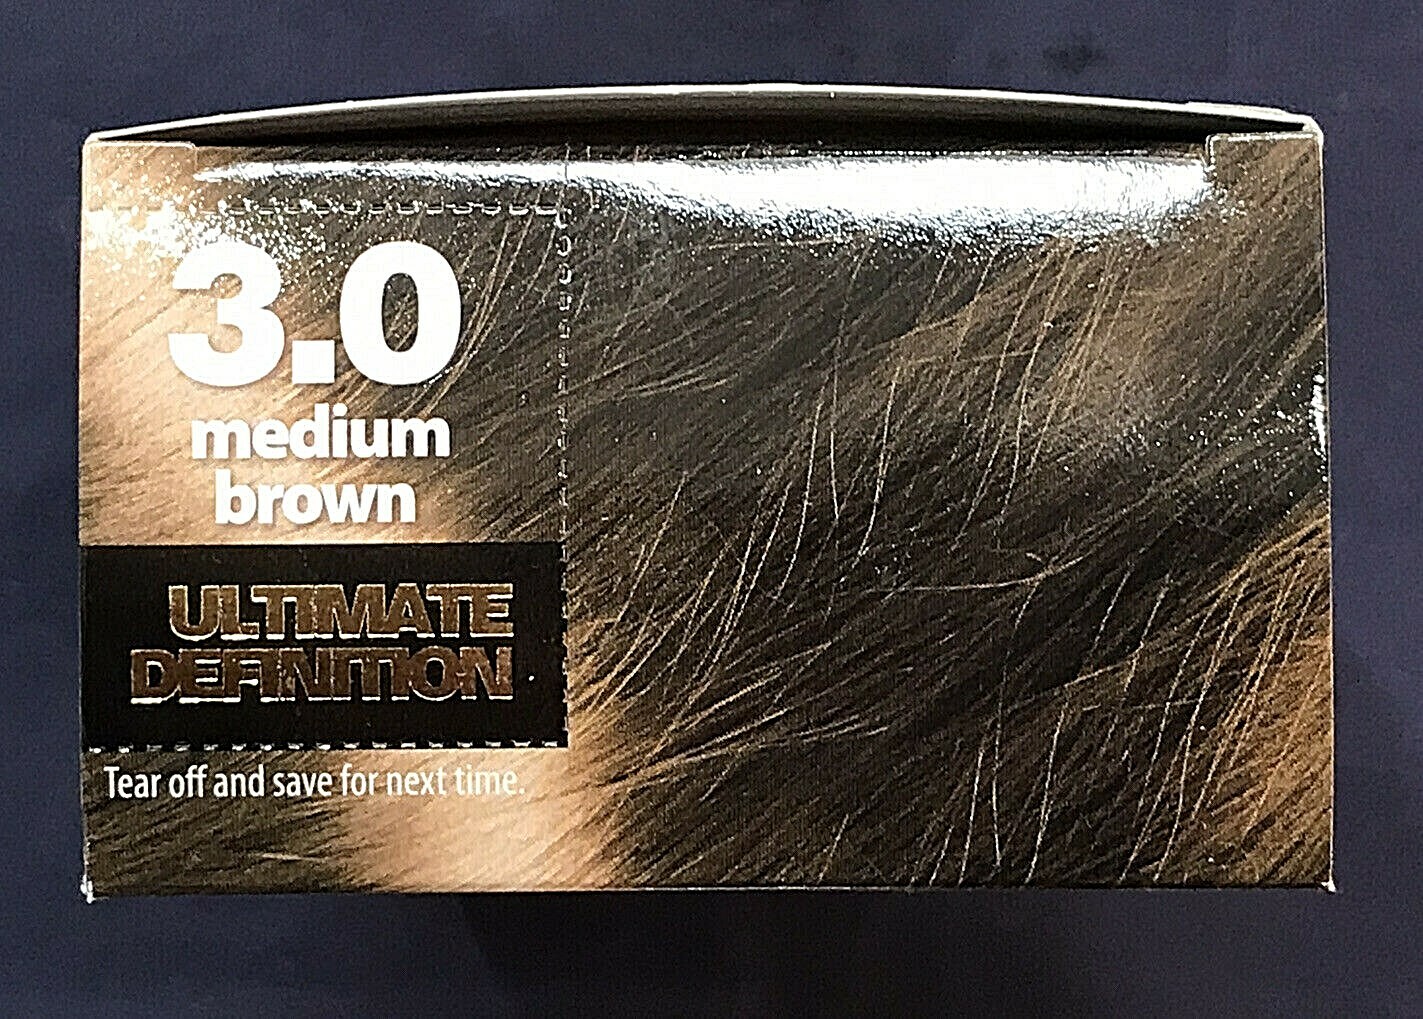 3.0
medium
brown
ULTIMATE
DEFINITION
Tear off and save for next time.